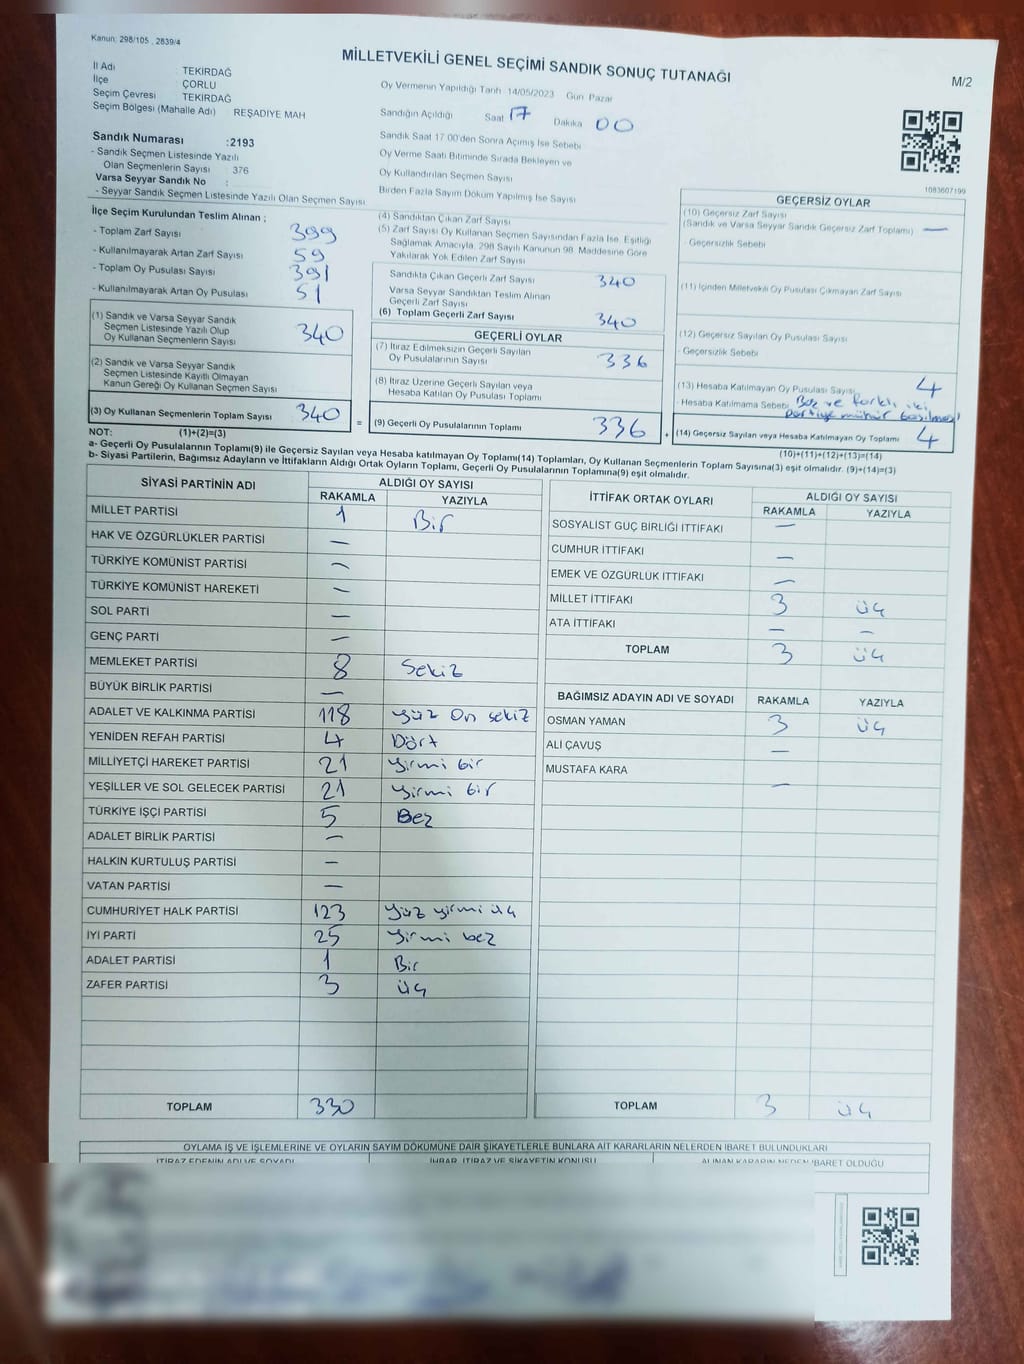 Kanun: 298/105 , 2839/4
MİLLETVEKİLİ GENEL SEÇİMİ SANDIK SONUÇ TUTANAĞI
M/2
İl Adı : TEKİRDAĞ
İlçe : ÇORLU
Seçim Çevresi : TEKİRDAĞ
Seçim Bölgesi (Mahalle Adı) : REŞADİYE MAH
Sandık Numarası :2193
- Sandık Seçmen Listesinde Yazılı
Olan Seçmenlerin Sayısı : 376
Varsa Seyyar Sandık No :
- Seyyar Sandık Seçmen Listesinde Yazılı Olan Seçmen Sayısı
Oy Vermenin Yapıldığı Tarih 14/05/2023 Gün Pazar
Sandığın Açıldığı Saat 17 Dakika 00
Sandık Saat 17:00'den Sonra Açımış İse Sebebi
Oy Verme Saati Bitiminde Sırada Bekleyen ve
Oy Kullandırılan Seçmen Sayısı
Birden Fazla Sayım Döküm Yapılmış İse Sayısı
1083607199
İlçe Seçim Kurulundan Teslim Alınan ;
- Toplam Zarf Sayısı 399
- Kullanılmayarak Artan Zarf Sayısı 59
- Toplam Oy Pusulası Sayısı 391
- Kullanılmayarak Artan Oy Pusulası 51
(1) Sandık ve Varsa Seyyar Sandık
Seçmen Listesinde Yazılı Olup
Oy Kullanan Seçmenlerin Sayısı 340
(2) Sandık ve Varsa Seyyar Sandık
Seçmen Listesinde Kayıtlı Olmayan
Kanun Gereği Oy Kullanan Seçmen Sayısı
(3) Oy Kullanan Seçmenlerin Toplam Sayısı 340 =
(4) Sandıktan Çıkan Zarf Sayısı
(5) Zarf Sayısı Oy Kullanan Seçmen Sayısından Fazla İse, Eşitliği
Sağlamak Amacıyla, 298 Sayılı Kanunun 98. Maddesine Göre
Yakılarak Yok Edilen Zarf Sayısı
Sandıkta Çıkan Geçerli Zarf Sayısı 340
Varsa Seyyar Sandıktan Teslim Alınan
Geçerli Zarf Sayısı
(6) Toplam Geçerli Zarf Sayısı 340
GEÇERLİ OYLAR
(7) İtiraz Edilmeksizin Geçerli Sayılan
Oy Pusulalarının Sayısı 336
(8) İtiraz Üzerine Geçerli Sayılan veya
Hesaba Katılan Oy Pusulası Toplamı
(9) Geçerli Oy Pusulalarının Toplamı 336 +
GEÇERSİZ OYLAR
(10) Geçersiz Zarf Sayısı
(Sandık ve Varsa Seyyar Sandık Geçersiz Zarf Toplamı) —
- Geçersizlik Sebebi
(11) İçinden Milletvekili Oy Pusulası Çıkmayan Zarf Sayısı
(12) Geçersiz Sayılan Oy Pusulası Sayısı
- Geçersizlik Sebebi
(13) Hesaba Katılmayan Oy Pusulası Sayısı 4
- Hesaba Katılmama Sebebi Boş ve farklı iki
partiye mühür basılması
(14) Geçersiz Sayılan veya Hesaba Katılmayan Oy Toplamı 4
NOT: (1)+(2)=(3)
(10)+(11)+(12)+(13)=(14)
a- Geçerli Oy Pusulalarının Toplamı(9) ile Geçersiz Sayılan veya Hesaba katılmayan Oy Toplamı(14) Toplamları, Oy Kullanan Seçmenlerin Toplam Sayısına(3) eşit olmalıdır. (9)+(14)=(3)
b- Siyasi Partilerin, Bağımsız Adayların ve İttifakların Aldığı Ortak Oyların Toplamı, Geçerli Oy Pusulalarının Toplamına(9) eşit olmalıdır.
SİYASİ PARTİNİN ADI ALDIĞI OY SAYISI
RAKAMLA YAZIYLA
MİLLET PARTİSİ 1 Bir
HAK VE ÖZGÜRLÜKLER PARTİSİ —
TÜRKİYE KOMÜNİST PARTİSİ —
TÜRKİYE KOMÜNİST HAREKETİ —
SOL PARTİ —
GENÇ PARTİ —
MEMLEKET PARTİSİ 8 Sekiz
BÜYÜK BİRLİK PARTİSİ —
ADALET VE KALKINMA PARTİSİ 118 Yüz On sekiz
YENİDEN REFAH PARTİSİ 4 Dört
MİLLİYETÇİ HAREKET PARTİSİ 21 yirmi bir
YEŞİLLER VE SOL GELECEK PARTİSİ 21 yirmi bir
TÜRKİYE İŞÇİ PARTİSİ 5 Beş
ADALET BİRLİK PARTİSİ —
HALKIN KURTULUŞ PARTİSİ —
VATAN PARTİSİ —
CUMHURİYET HALK PARTİSİ 123 yüz yirmi üç
İYİ PARTİ 25 yirmi beş
ADALET PARTİSİ 1 Bir
ZAFER PARTİSİ 3 üç
TOPLAM 330
İTTİFAK ORTAK OYLARI ALDIĞI OY SAYISI
RAKAMLA YAZIYLA
SOSYALİST GÜÇ BİRLİĞİ İTTİFAKI —
CUMHUR İTTİFAKI —
EMEK VE ÖZGÜRLÜK İTTİFAKI —
MİLLET İTTİFAKI 3 üç
ATA İTTİFAKI — —
TOPLAM 3 üç
BAĞIMSIZ ADAYIN ADI VE SOYADI RAKAMLA YAZIYLA
OSMAN YAMAN 3 üç
ALİ ÇAVUŞ —
MUSTAFA KARA —
TOPLAM 3 üç
OYLAMA İŞ VE İŞLEMLERİNE VE OYLARIN SAYIM DÖKÜMÜNE DAİR ŞİKAYETLERLE BUNLARA AİT KARARLARIN NELERDEN İBARET BULUNDUKLARI
İTİRAZ EDENİN ADI VE SOYADI İHBAR, İTİRAZ VE ŞİKAYETİN KONUSU ALINAN KARARIN NEDEN İBARET OLDUĞU